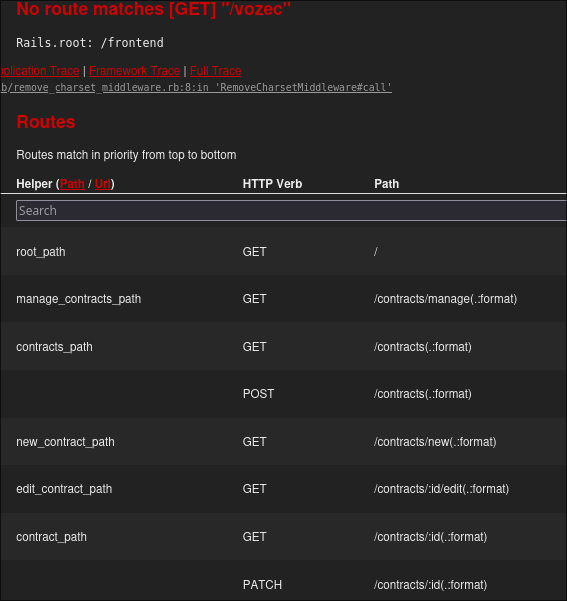 No route matches [GET] "/vozec"
Rails.root: /frontend
plication Trace | Framework Trace | Full Trace
b/remove_charset_middleware.rb:8:in 'RemoveCharsetMiddleware#call'
Routes
Routes match in priority from top to bottom
Helper (Path / Url) HTTP Verb Path
Search
root_path GET /
manage_contracts_path GET /contracts/manage(.:format)
contracts_path GET /contracts(.:format)
POST /contracts(.:format)
new_contract_path GET /contracts/new(.:format)
edit_contract_path GET /contracts/:id/edit(.:format)
contract_path GET /contracts/:id(.:format)
PATCH /contracts/:id(.:format)